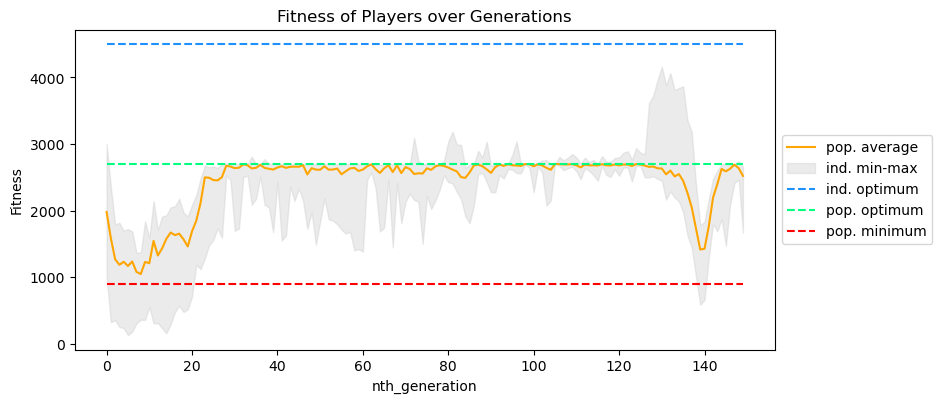 Fitness of Players over Generations
Fitness
4000
3000
2000
1000
0
0 20 40 60 80 100 120 140
nth_generation
pop. average
ind. min-max
ind. optimum
pop. optimum
pop. minimum